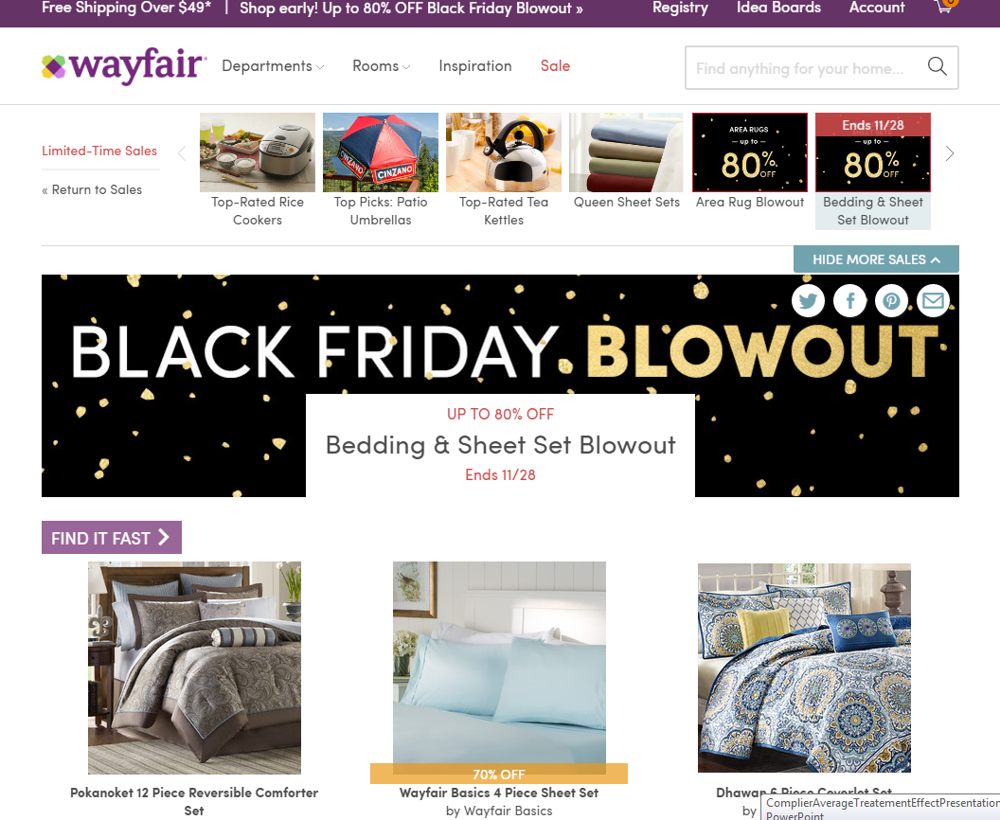 Free Shipping Over $49* | Shop early! Up to 80% OFF Black Friday Blowout »
Registry Idea Boards Account
wayfair Departments Rooms Inspiration Sale Find anything for your home...
Limited-Time Sales
« Return to Sales
CINZANO
CINZANO
AREA RUGS
— up to —
80% OFF
Ends 11/28
— up to —
80% OFF
Top-Rated Rice
Cookers
Top Picks: Patio
Umbrellas
Top-Rated Tea
Kettles
Queen Sheet Sets
Area Rug Blowout
Bedding & Sheet
Set Blowout
HIDE MORE SALES
BLACK FRIDAY BLOWOUT
UP TO 80% OFF
Bedding & Sheet Set Blowout
Ends 11/28
FIND IT FAST
70% OFF
Pokanoket 12 Piece Reversible Comforter
Set
Wayfair Basics 4 Piece Sheet Set
by Wayfair Basics
Dhawan 6 Piece Coverlet Set
by
ComplierAverageTreatementEffectPresentation
PowerPoint